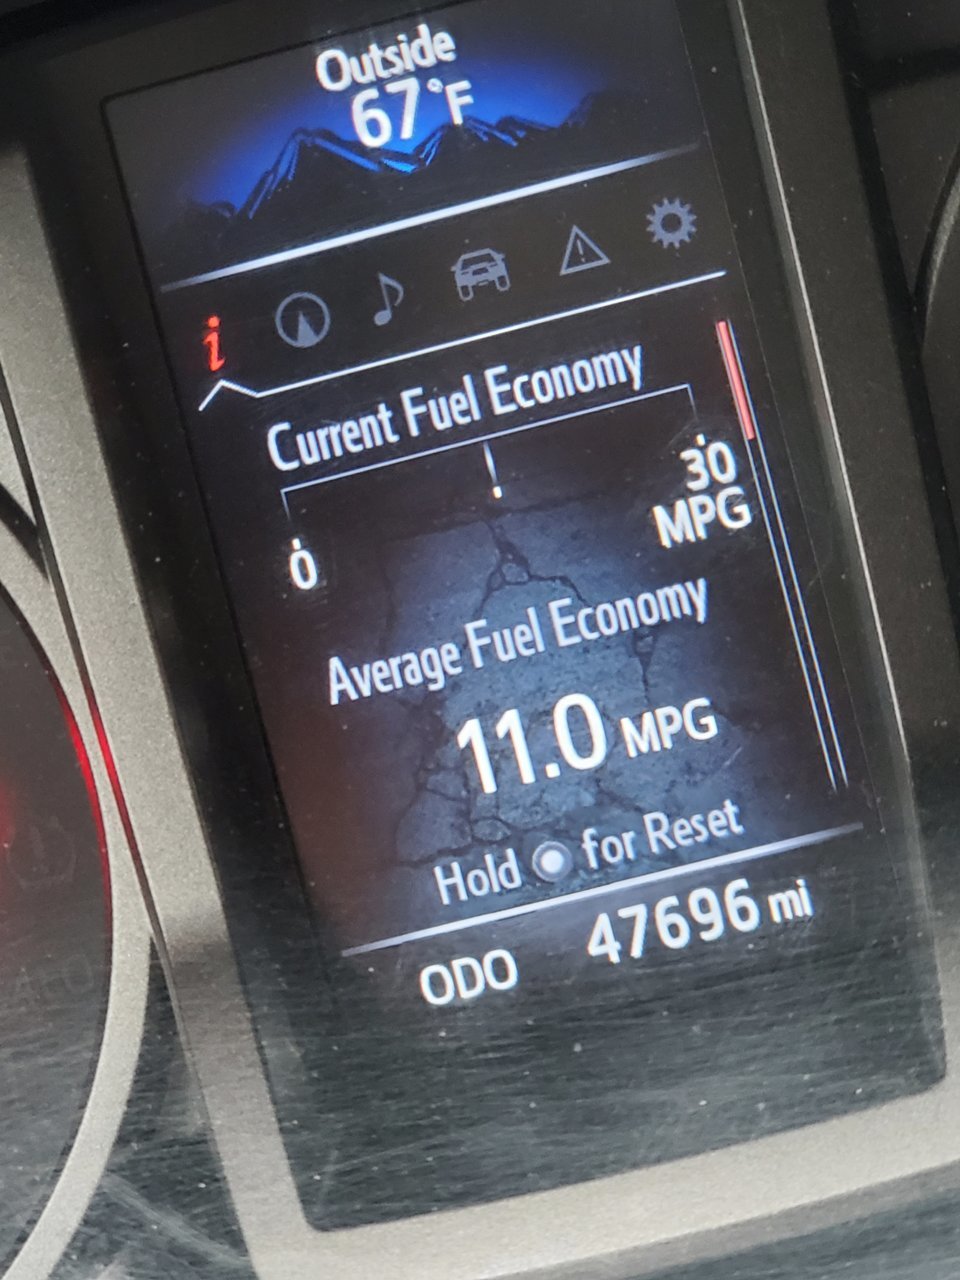 Outside
67°F
i
Current Fuel Economy
0
30
MPG
Average Fuel Economy
11.0 MPG
Hold for Reset
ODO 47696 mi